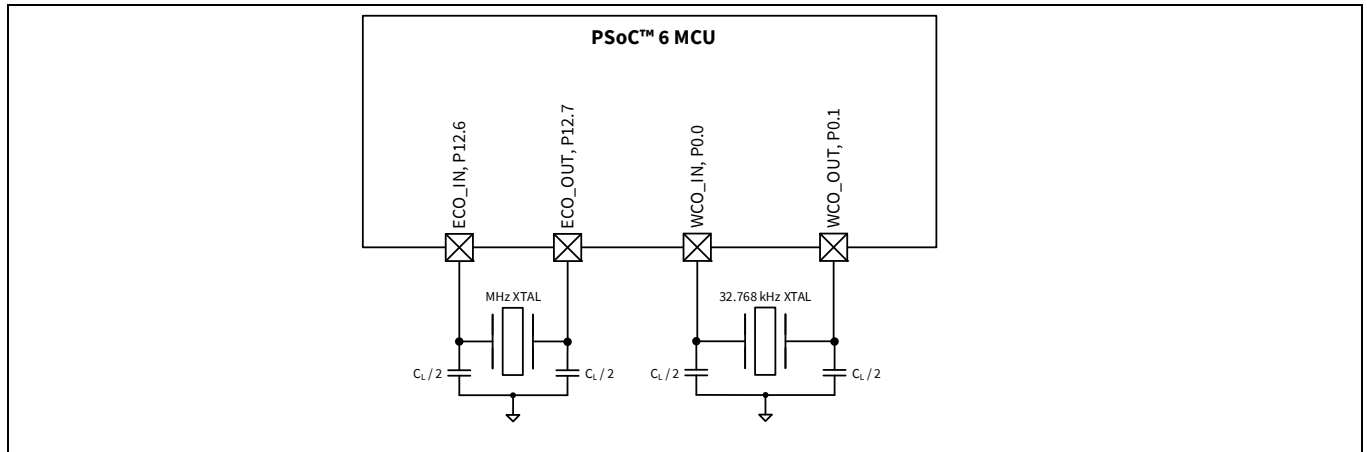 PSoC™ 6 MCU
ECO_IN, P12.6
ECO_OUT, P12.7
WCO_IN, P0.0
WCO_OUT, P0.1
MHz XTAL
32.768 kHz XTAL
CL / 2
CL / 2
CL / 2
CL / 2